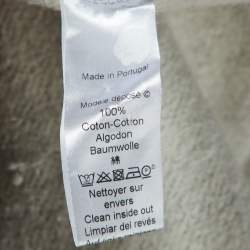 Made in Portugal
Modèle déposé ©
100%
Coton-Cotton
Algodon
Baumwolle
Nettoyer sur
envers
Clean inside out
Limpiar del revés